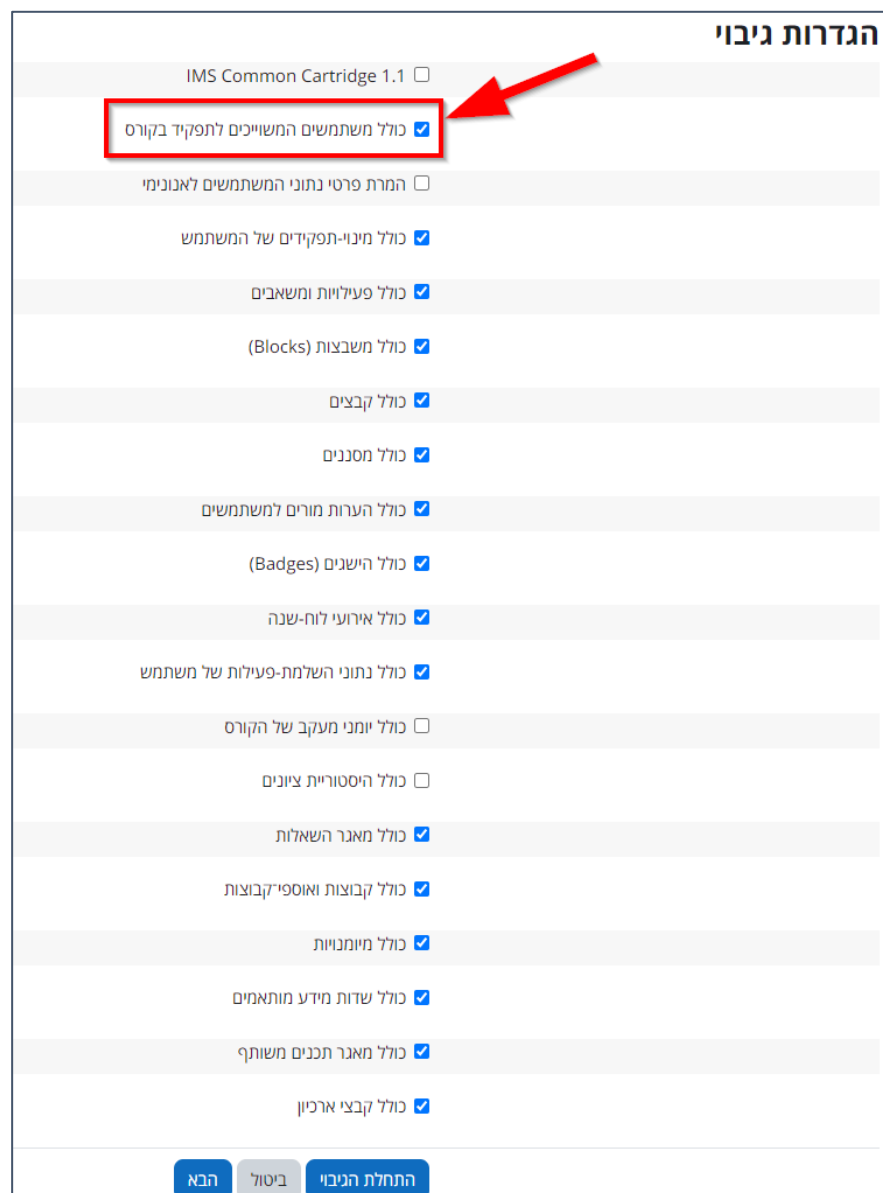 הגדרות גיבוי
IMS Common Cartridge 1.1
כולל משתמשים המשוייכים לתפקיד בקורס
המרת פרטי נתוני המשתמשים לאנונימי
כולל מינוי-תפקידים של המשתמש
כולל פעילויות ומשאבים
כולל משבצות (Blocks)
כולל קבצים
כולל מסננים
כולל הערות מורים למשתמשים
כולל הישגים (Badges)
כולל אירועי לוח-שנה
כולל נתוני השלמת-פעילות של משתמש
כולל יומני מעקב של הקורס
כולל היסטוריית ציונים
כולל מאגר השאלות
כולל קבוצות ואוספי־קבוצות
כולל מיומנויות
כולל שדות מידע מותאמים
כולל מאגר תכנים משותף
כולל קבצי ארכיון
התחלת הגיבוי ביטול הבא